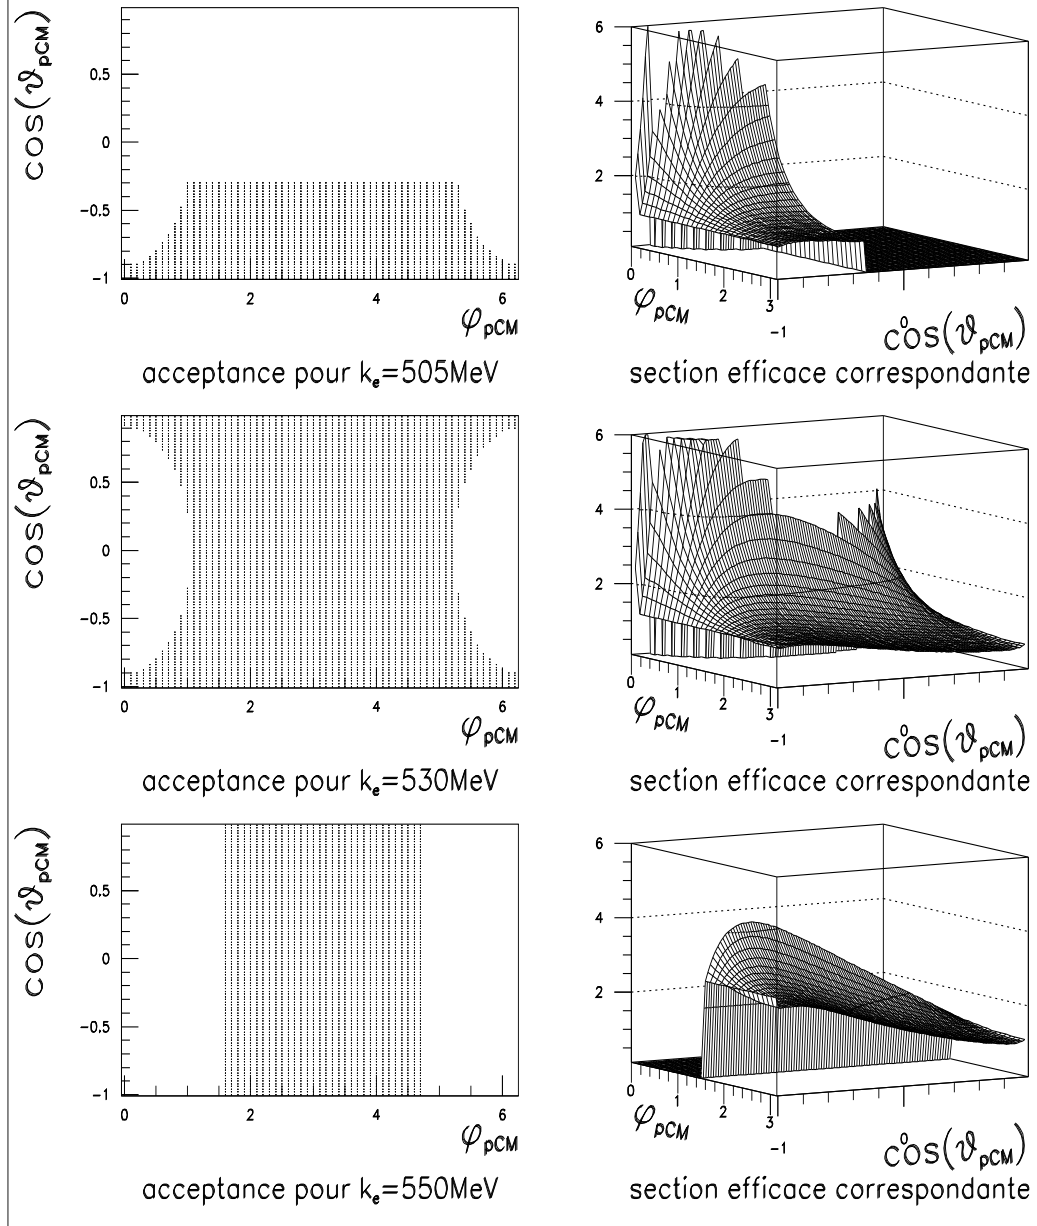 cos(ϑpCM)
0.5
0
−0.5
−1
0 2 4 6
φpCM
acceptance pour ke=505MeV
6
4
2
0 1 2 3
φpCM
−1
0
cos(ϑpCM)
section efficace correspondante
cos(ϑpCM)
0.5
0
−0.5
−1
0 2 4 6
φpCM
acceptance pour ke=530MeV
6
4
2
0 1 2 3
φpCM
−1
0
cos(ϑpCM)
section efficace correspondante
cos(ϑpCM)
0.5
0
−0.5
−1
0 2 4 6
φpCM
acceptance pour ke=550MeV
6
4
2
0 1 2 3
φpCM
−1
0
cos(ϑpCM)
section efficace correspondante